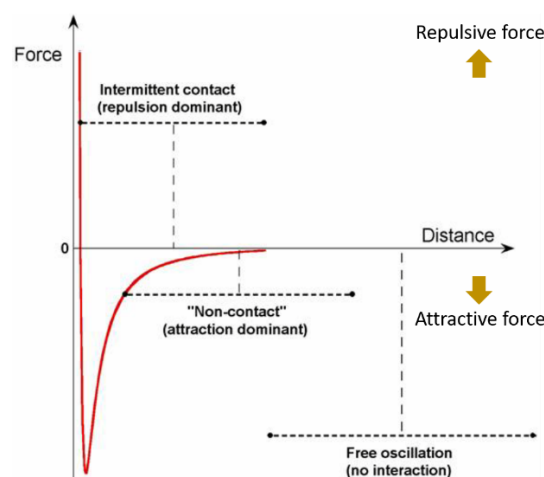 Repulsive force
Force
Intermittent contact
(repulsion dominant)
0
Distance
"Non-contact"
(attraction dominant)
Attractive force
Free oscillation
(no interaction)